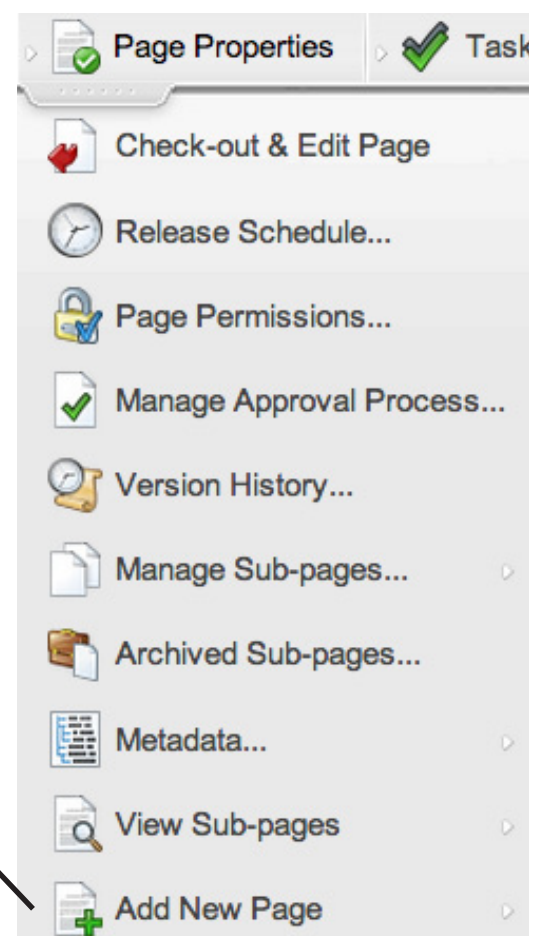 Page Properties
Task
Check-out & Edit Page
Release Schedule...
Page Permissions...
Manage Approval Process...
Version History...
Manage Sub-pages...
Archived Sub-pages...
Metadata...
View Sub-pages
Add New Page